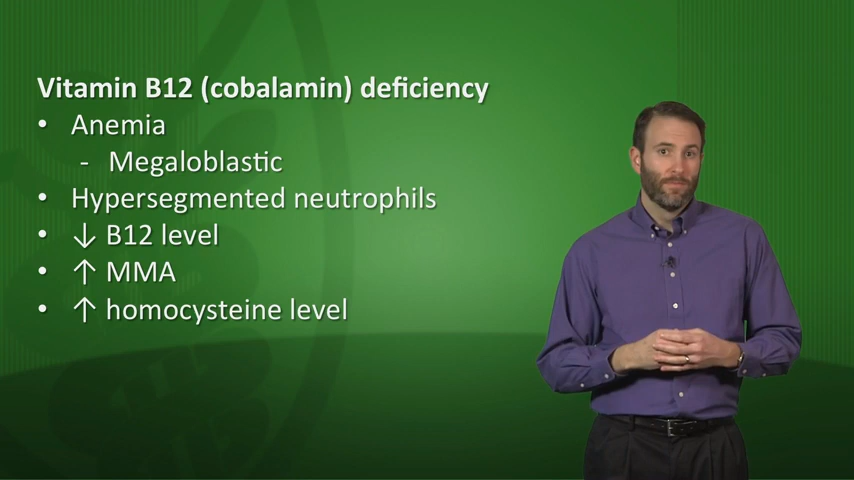 Vitamin B12 (cobalamin) deficiency
• Anemia
- Megaloblastic
• Hypersegmented neutrophils
• ↓ B12 level
• ↑ MMA
• ↑ homocysteine level